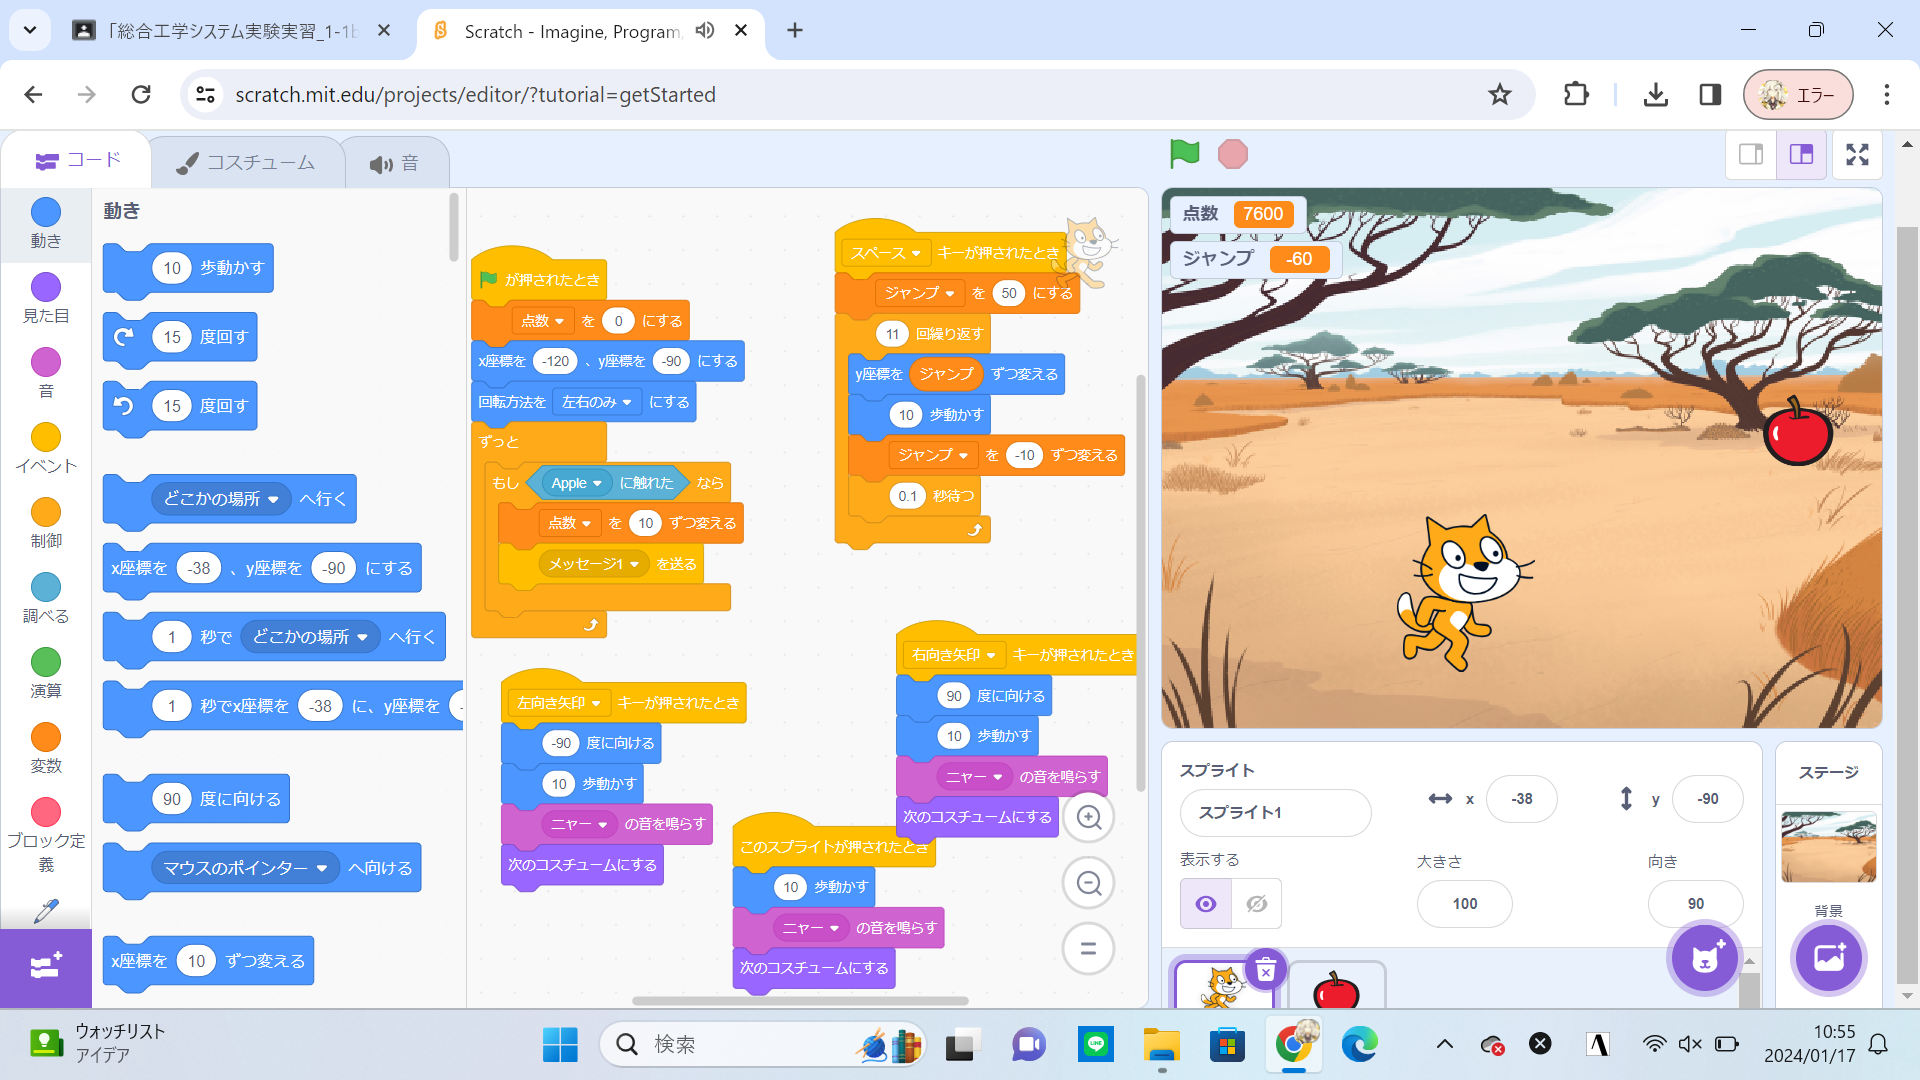 「総合工学システム実験実習_1-1b
Scratch - Imagine, Program,
scratch.mit.edu/projects/editor/?tutorial=getStarted
エラー
コード
コスチューム
音
動き
見た目
音
イベント
制御
調べる
演算
変数
ブロック定
義
動き
10 歩動かす
15 度回す
15 度回す
どこかの場所 へ行く
x座標を -38 、y座標を -90 にする
1 秒で どこかの場所 へ行く
1 秒でx座標を -38 に、y座標を
90 度に向ける
マウスのポインター へ向ける
x座標を 10 ずつ変える
が押されたとき
点数 を 0 にする
x座標を -120 、y座標を -90 にする
回転方法を 左右のみ にする
ずっと
もし Apple に触れた なら
点数 を 10 ずつ変える
メッセージ1 を送る
スペース キーが押されたとき
ジャンプ を 50 にする
11 回繰り返す
y座標を ジャンプ ずつ変える
10 歩動かす
ジャンプ を -10 ずつ変える
0.1 秒待つ
左向き矢印 キーが押されたとき
-90 度に向ける
10 歩動かす
ニャー の音を鳴らす
次のコスチュームにする
右向き矢印 キーが押されたとき
90 度に向ける
10 歩動かす
ニャー の音を鳴らす
次のコスチュームにする
このスプライトが押されたとき
10 歩動かす
ニャー の音を鳴らす
次のコスチュームにする
点数 7600
ジャンプ -60
スプライト
スプライト1
x -38
y -90
表示する
大きさ
100
向き
90
ステージ
背景
ウォッチリスト
アイデア
検索
10:55
2024/01/17